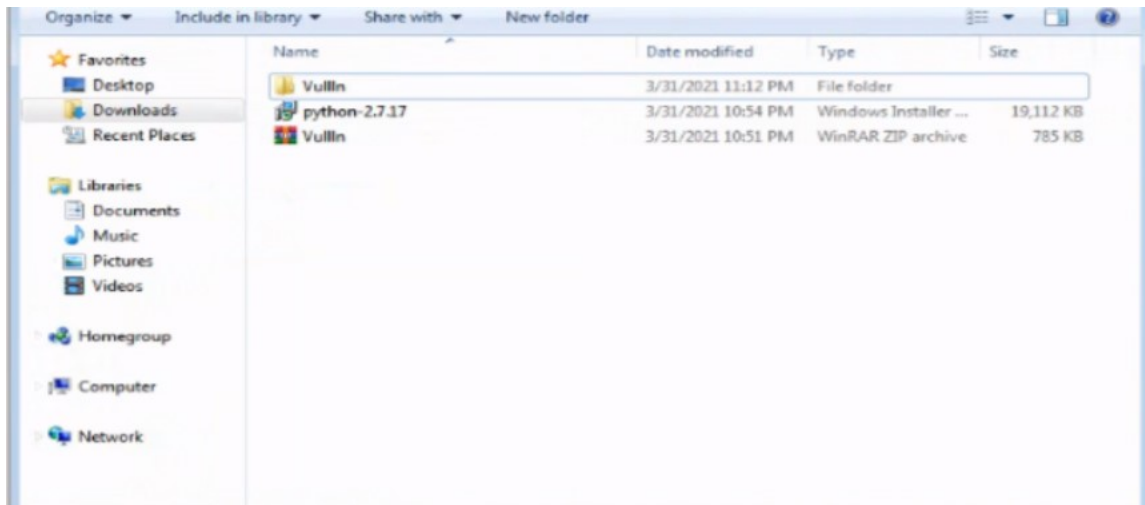 Organize Include in library Share with New folder
Favorites
Desktop
Downloads
Recent Places
Libraries
Documents
Music
Pictures
Videos
Homegroup
Computer
Network
Name Date modified Type Size
Vullln 3/31/2021 11:12 PM File folder
python-2.7.17 3/31/2021 10:54 PM Windows Installer ... 19,112 KB
Vullln 3/31/2021 10:51 PM WinRAR ZIP archive 785 KB